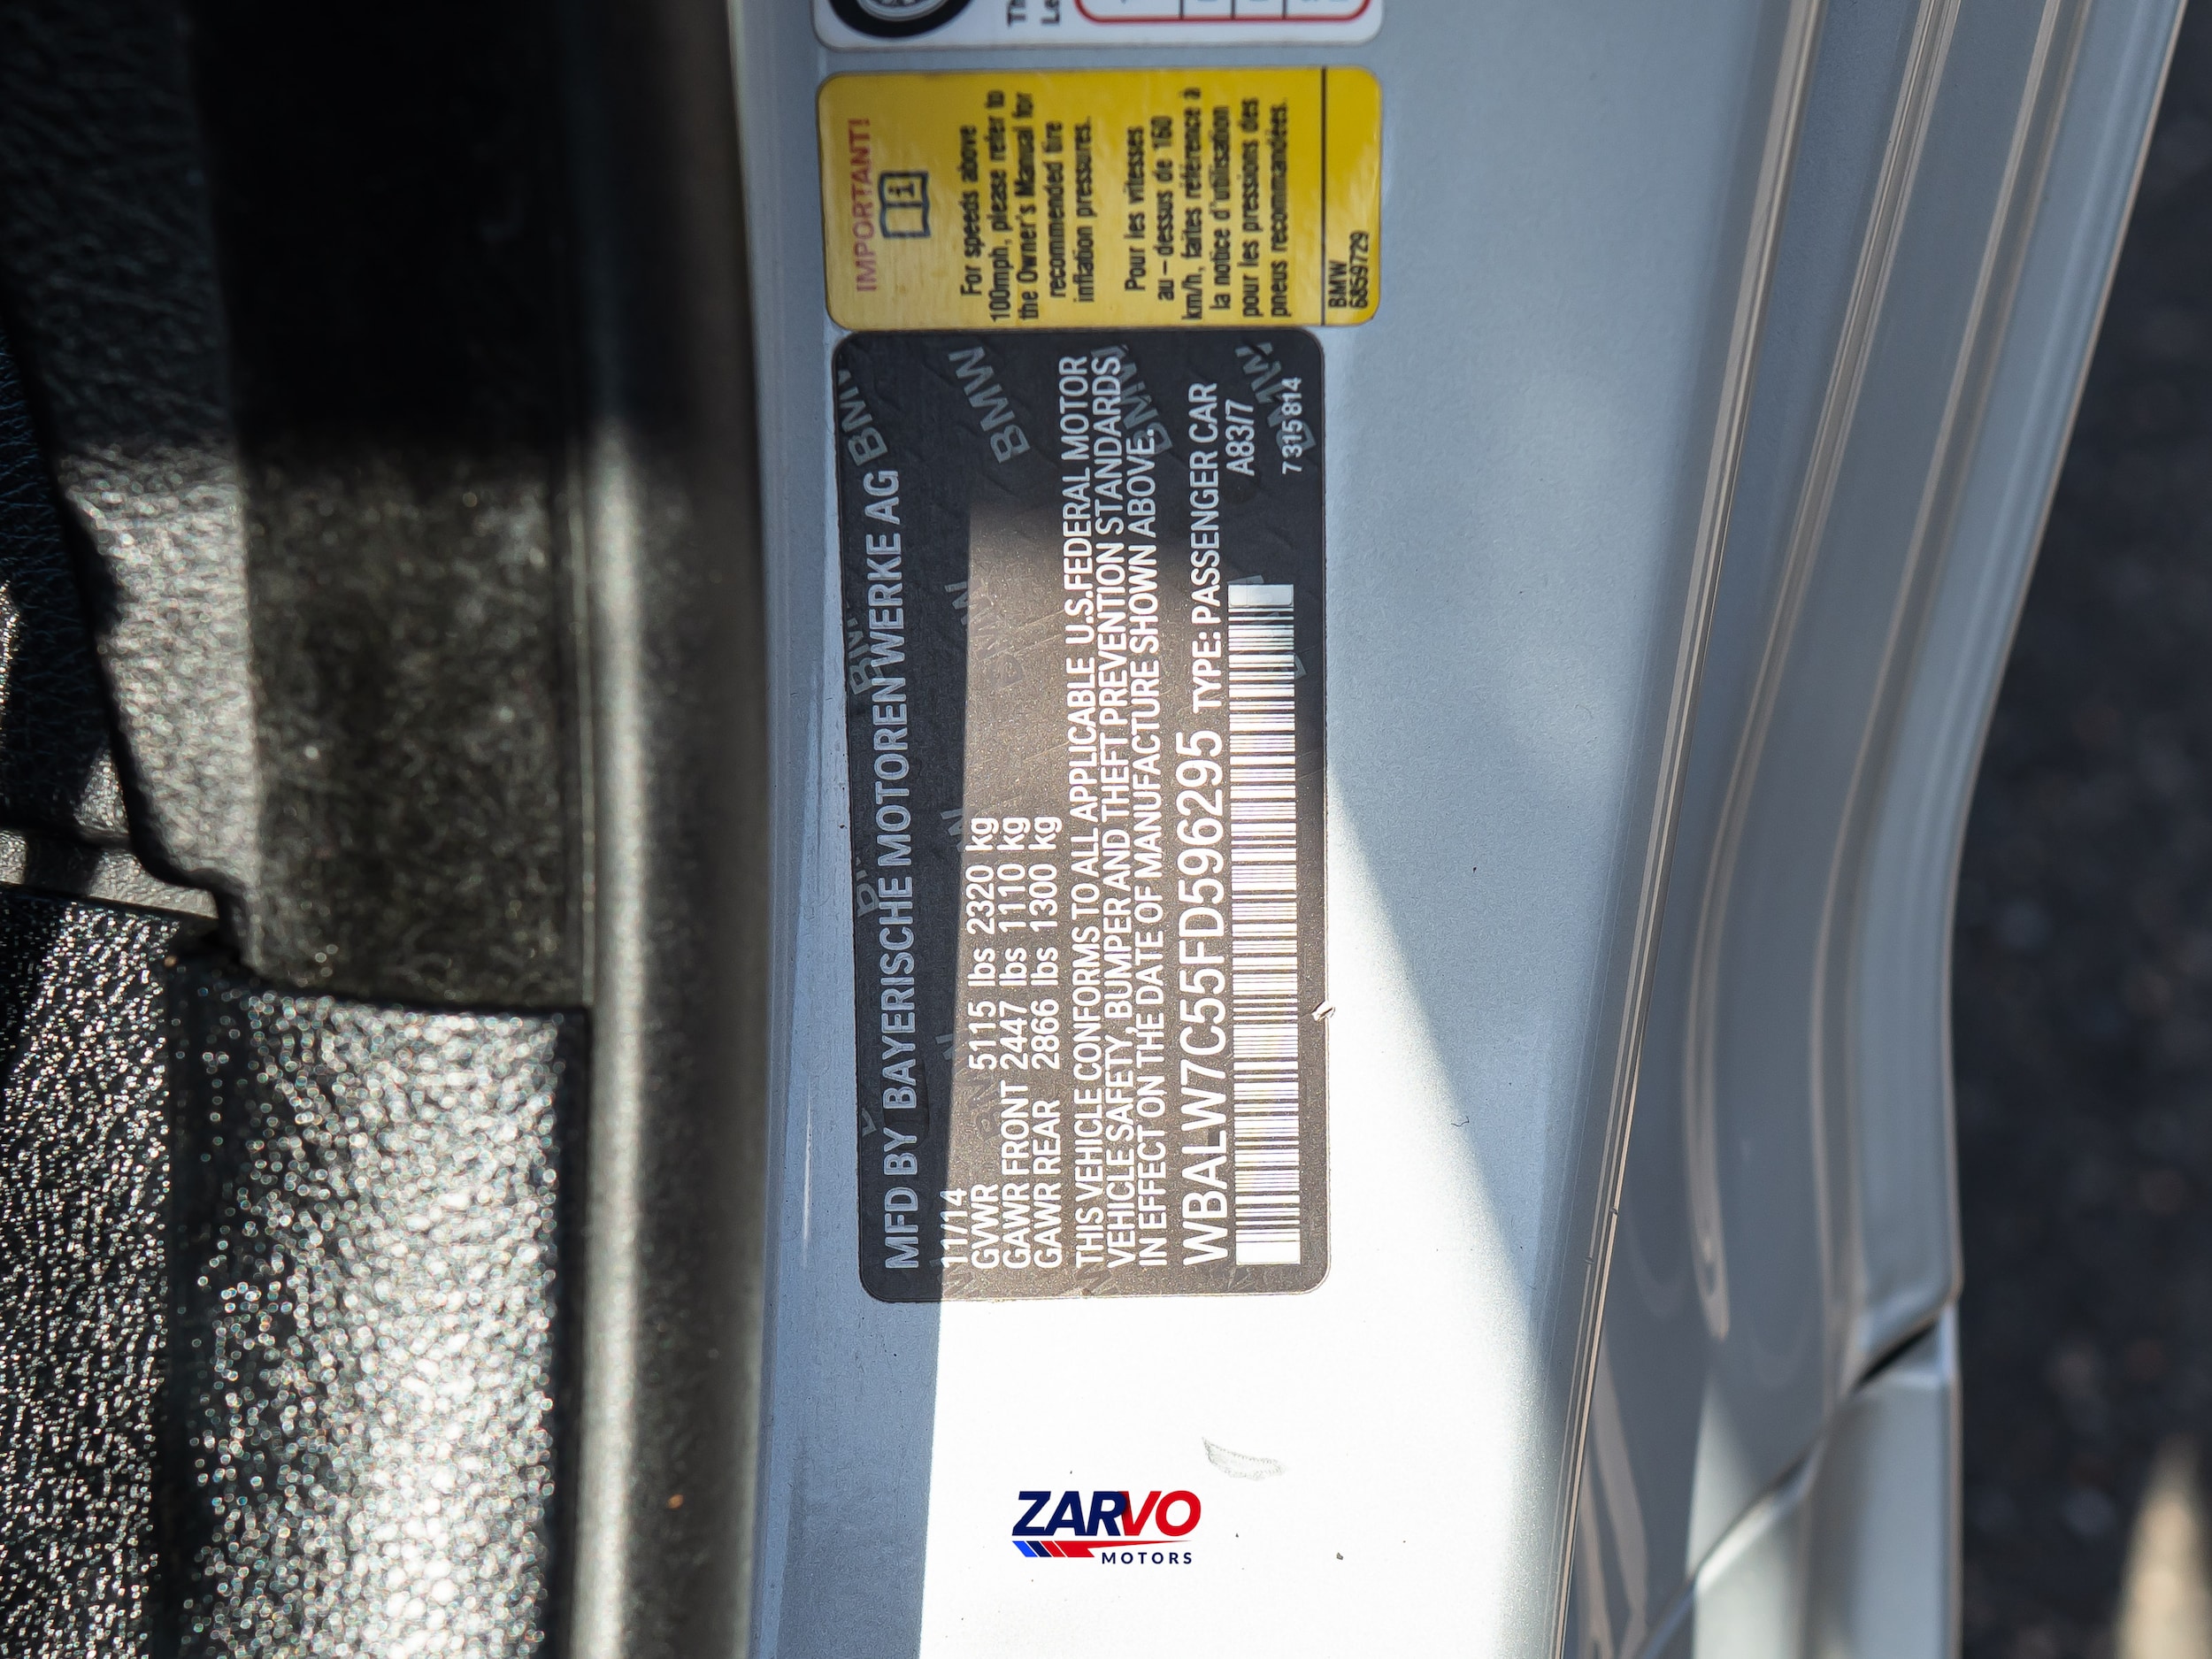 IMPORTANT!
For speeds above
100mph, please refer to
the Owner's Manual for
recommended tire
inflation pressures.
Pour les vitesses
au-dessus de 160
km/h, faites référence à
la notice d'utilisation
pour les pressions des
pneus recommandées.
BMW
6859729
MFD BY BAYERISCHE MOTOREN WERKE AG
11/14
GVWR 5115 lbs 2320 kg
GAWR FRONT 2447 lbs 1110 kg
GAWR REAR 2866 lbs 1300 kg
THIS VEHICLE CONFORMS TO ALL APPLICABLE U.S.FEDERAL MOTOR
VEHICLE SAFETY, BUMPER AND THEFT PREVENTION STANDARDS
IN EFFECT ON THE DATE OF MANUFACTURE SHOWN ABOVE.
WBALW7C55FD596295 TYPE: PASSENGER CAR
A83/7
7315814
ZARVO
MOTORS